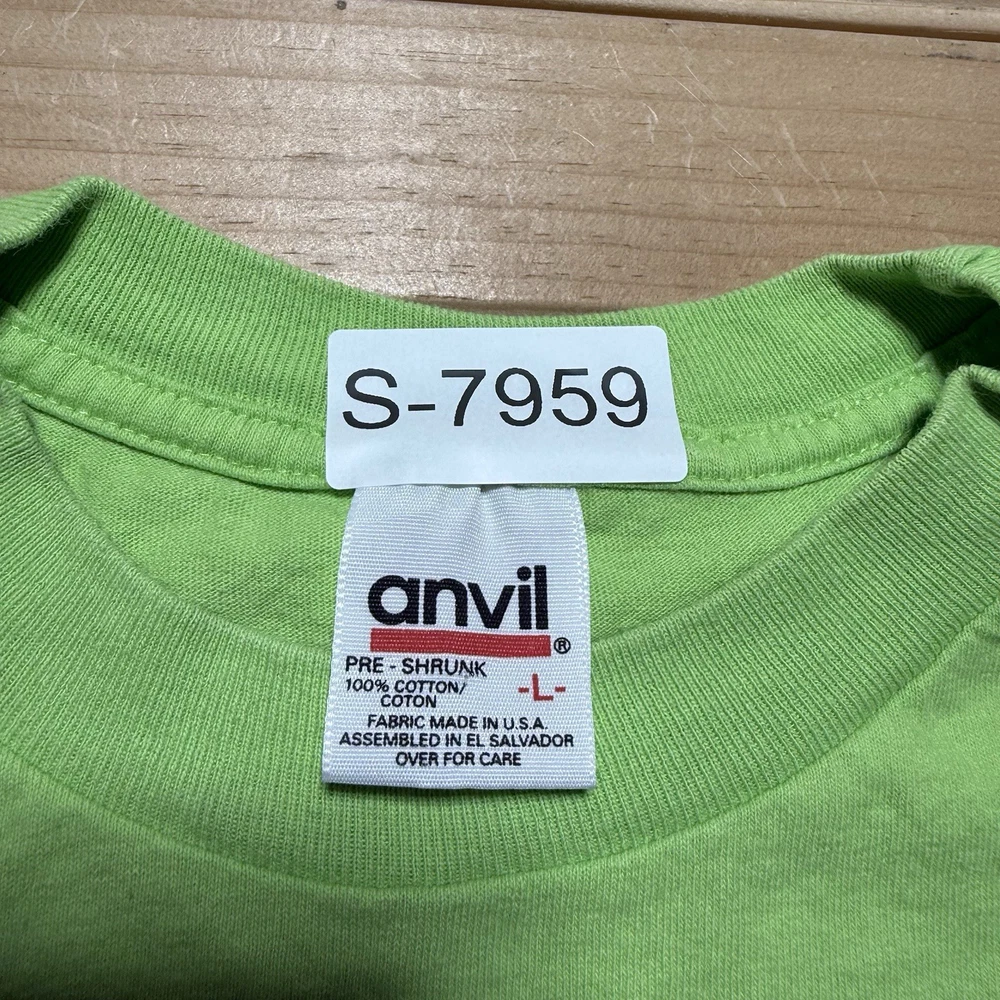 S-7959
anvil®
PRE - SHRUNK
100% COTTON/
COTON
-L-
FABRIC MADE IN U.S.A.
ASSEMBLED IN EL SALVADOR
OVER FOR CARE